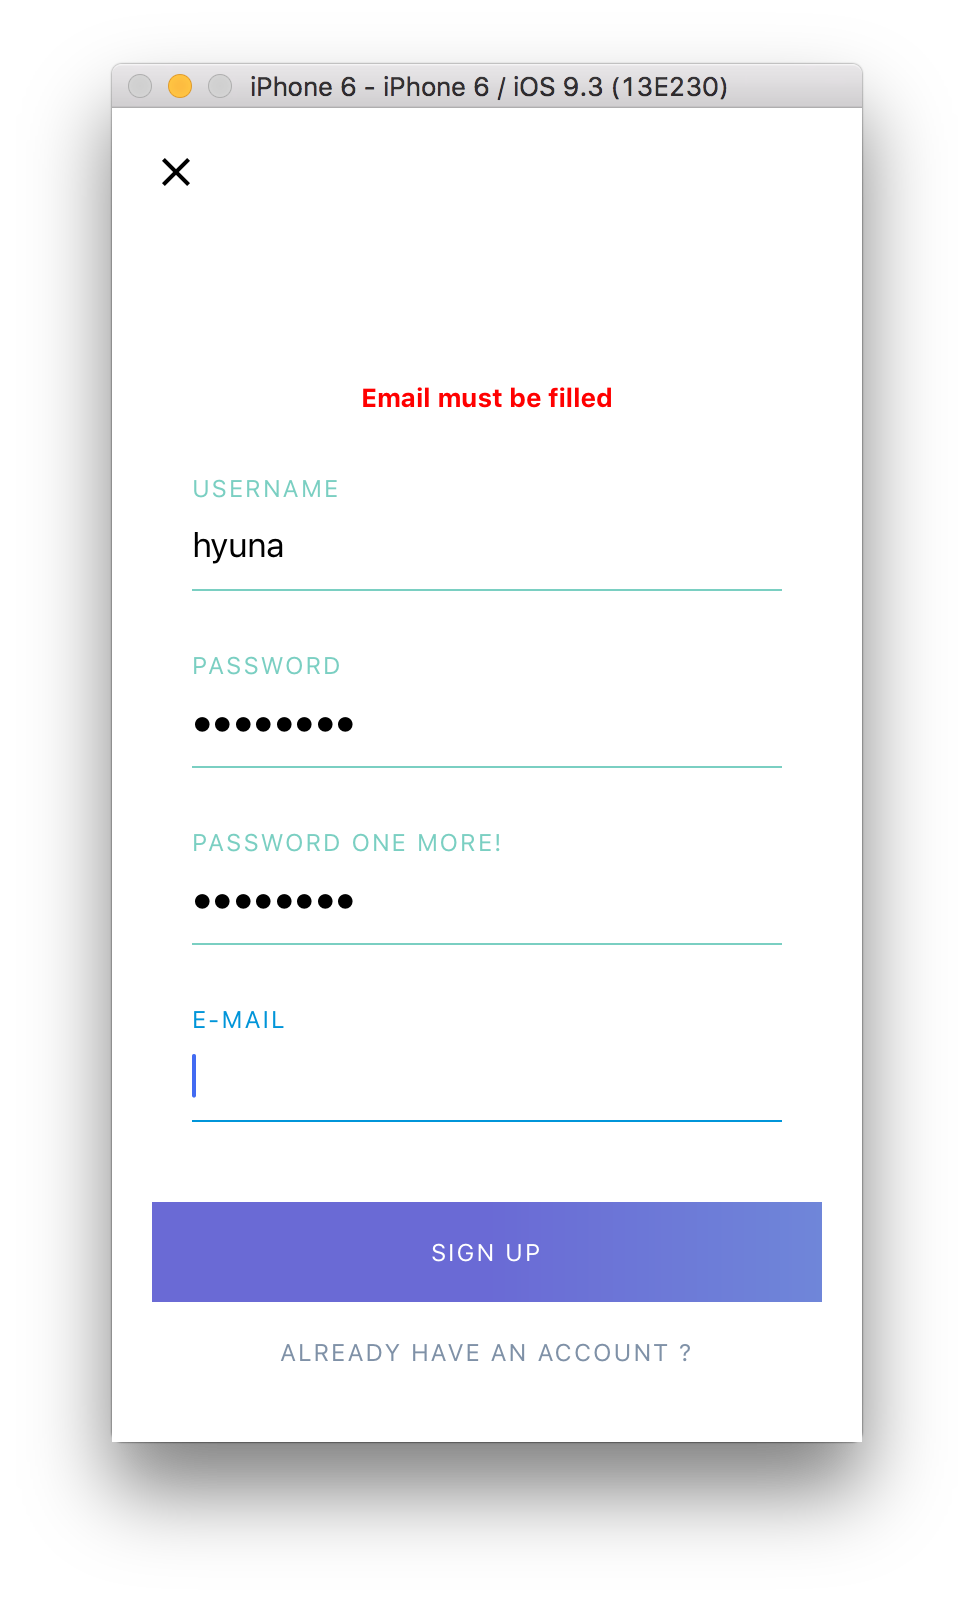 iPhone 6 - iPhone 6 / iOS 9.3 (13E230)
Email must be filled
USERNAME
hyuna
PASSWORD
••••••••
PASSWORD ONE MORE!
••••••••
E-MAIL
SIGN UP
ALREADY HAVE AN ACCOUNT ?